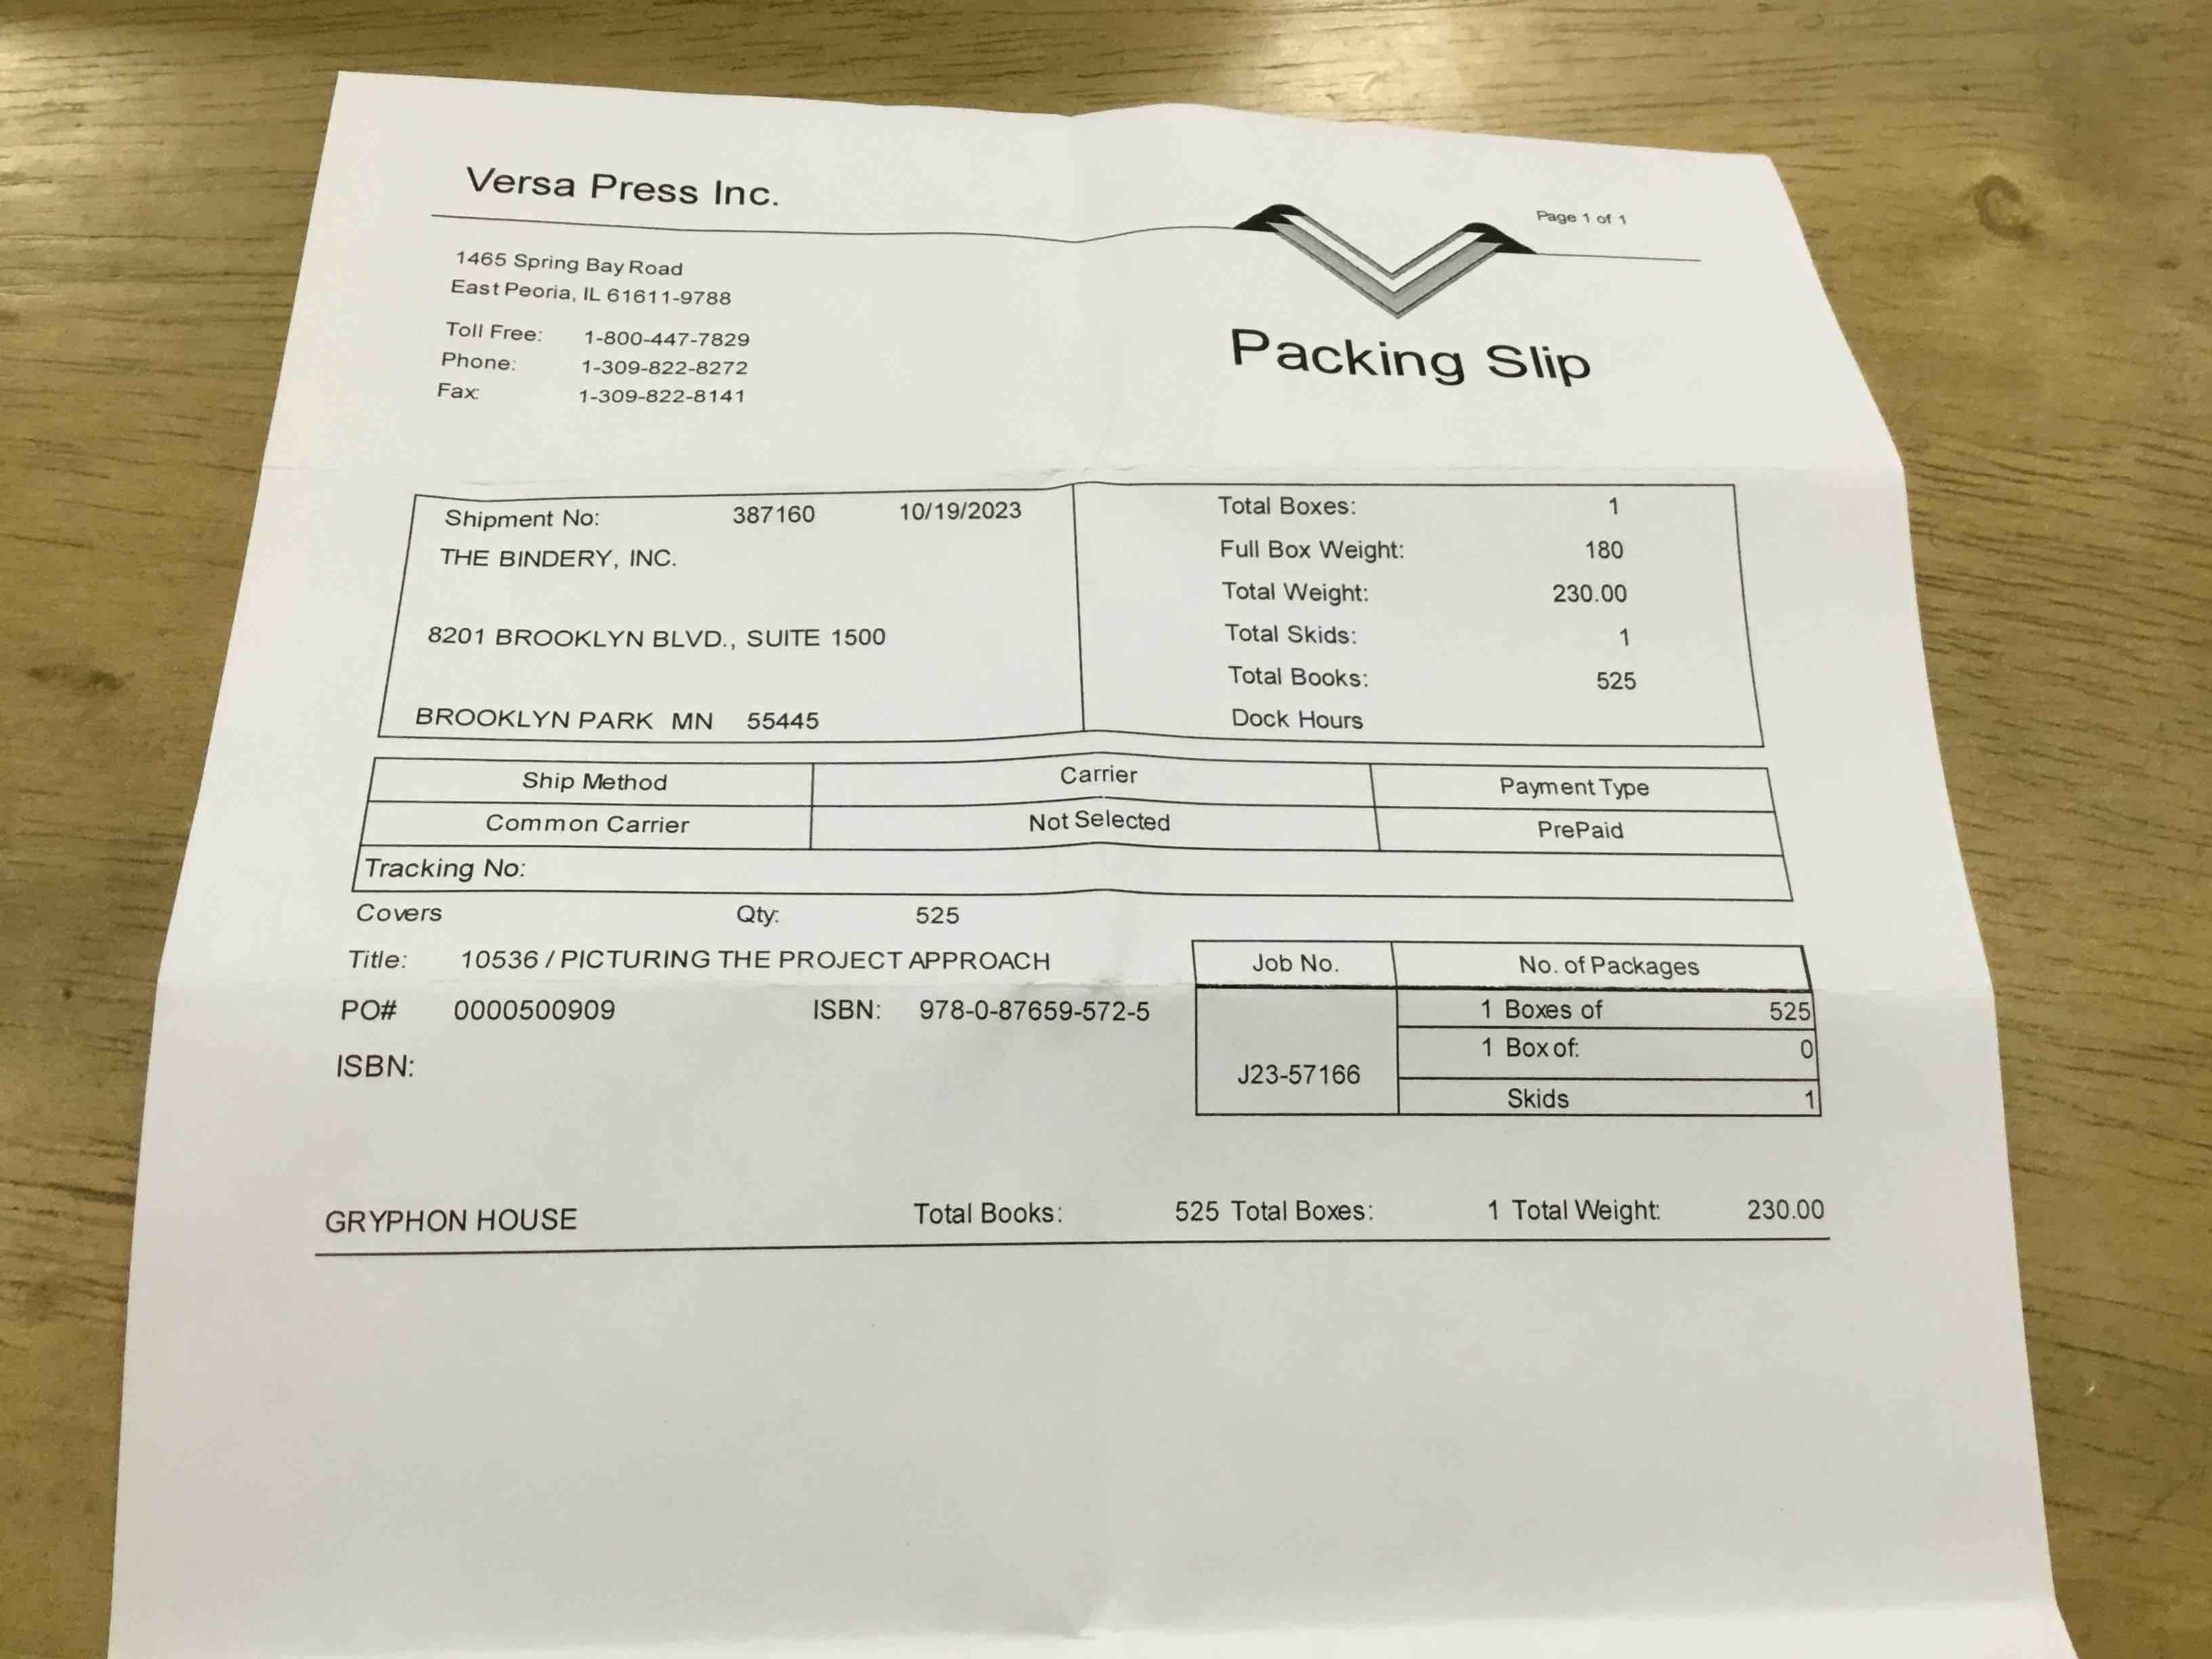 Versa Press Inc.
Page 1 of 1
1465 Spring Bay Road
East Peoria, IL 61611-9788
Toll Free: 1-800-447-7829
Phone: 1-309-822-8272
Fax: 1-309-822-8141
Packing Slip
Shipment No: 387160 10/19/2023
THE BINDERY, INC.
8201 BROOKLYN BLVD., SUITE 1500
BROOKLYN PARK MN 55445
Total Boxes: 1
Full Box Weight: 180
Total Weight: 230.00
Total Skids: 1
Total Books: 525
Dock Hours
Ship Method Carrier Payment Type
Common Carrier Not Selected PrePaid
Tracking No:
Covers Qty: 525
Title: 10536 / PICTURING THE PROJECT APPROACH
PO# 0000500909 ISBN: 978-0-87659-572-5
ISBN:
Job No. No. of Packages
J23-57166
1 Boxes of 525
1 Box of: 0
Skids 1
GRYPHON HOUSE Total Books: 525 Total Boxes: 1 Total Weight: 230.00